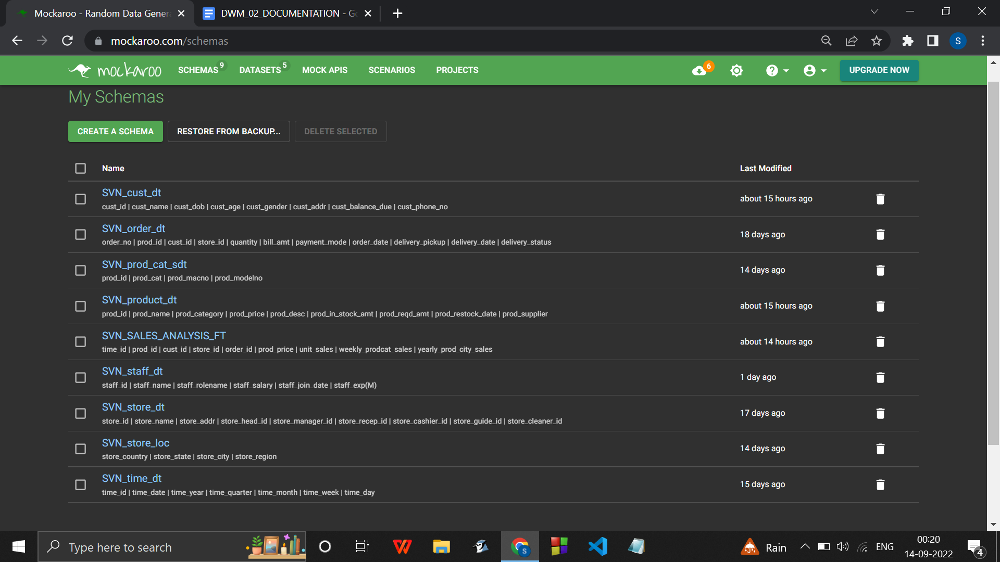 Mockaroo - Random Data Gener
DWM_02_DOCUMENTATION - Go
mockaroo.com/schemas
S
mockaroo
SCHEMAS 9
DATASETS 5
MOCK APIS
SCENARIOS
PROJECTS
6
UPGRADE NOW
My Schemas
CREATE A SCHEMA
RESTORE FROM BACKUP...
DELETE SELECTED
Name
Last Modified
SVN_cust_dt
cust_id | cust_name | cust_dob | cust_age | cust_gender | cust_addr | cust_balance_due | cust_phone_no
about 15 hours ago
SVN_order_dt
order_no | prod_id | cust_id | store_id | quantity | bill_amt | payment_mode | order_date | delivery_pickup | delivery_date | delivery_status
18 days ago
SVN_prod_cat_sdt
prod_id | prod_cat | prod_macno | prod_modelno
14 days ago
SVN_product_dt
prod_id | prod_name | prod_category | prod_price | prod_desc | prod_in_stock_amt | prod_reqd_amt | prod_restock_date | prod_supplier
about 15 hours ago
SVN_SALES_ANALYSIS_FT
time_id | prod_id | cust_id | store_id | order_id | prod_price | unit_sales | weekly_prodcat_sales | yearly_prod_city_sales
about 14 hours ago
SVN_staff_dt
staff_id | staff_name | staff_rolename | staff_salary | staff_join_date | staff_exp(M)
1 day ago
SVN_store_dt
store_id | store_name | store_addr | store_head_id | store_manager_id | store_recep_id | store_cashier_id | store_guide_id | store_cleaner_id
17 days ago
SVN_store_loc
store_country | store_state | store_city | store_region
14 days ago
SVN_time_dt
time_id | time_date | time_year | time_quarter | time_month | time_week | time_day
15 days ago
Type here to search
S
Rain
ENG
00:20
14-09-2022
4